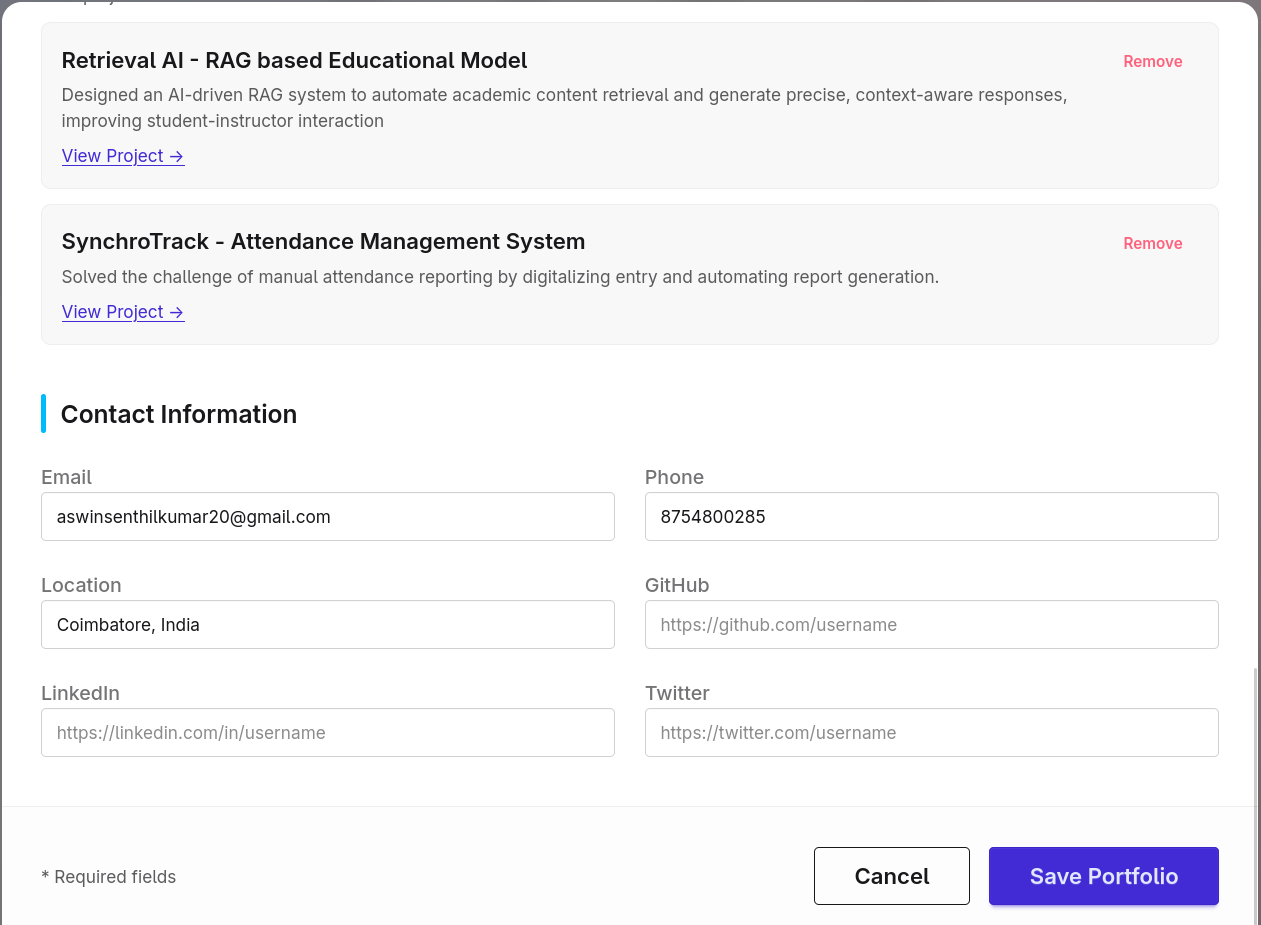 Retrieval AI - RAG based Educational Model
Remove
Designed an AI-driven RAG system to automate academic content retrieval and generate precise, context-aware responses,
improving student-instructor interaction
View Project →
SynchroTrack - Attendance Management System
Remove
Solved the challenge of manual attendance reporting by digitalizing entry and automating report generation.
View Project →
Contact Information
Email
Phone
aswinsenthilkumar20@gmail.com
8754800285
Location
GitHub
Coimbatore, India
https://github.com/username
LinkedIn
Twitter
https://linkedin.com/in/username
https://twitter.com/username
* Required fields
Cancel
Save Portfolio